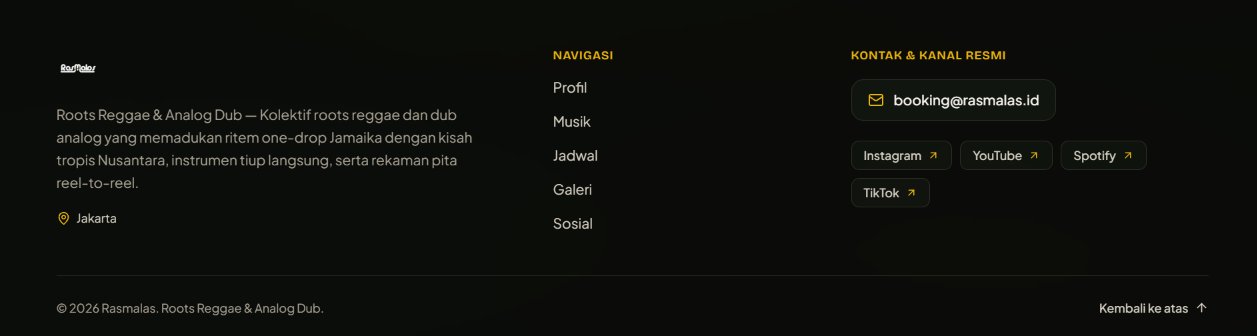 RasMalas
Roots Reggae & Analog Dub — Kolektif roots reggae dan dub
analog yang memadukan ritem one-drop Jamaika dengan kisah
tropis Nusantara, instrumen tiup langsung, serta rekaman pita
reel-to-reel.
Jakarta
NAVIGASI
Profil
Musik
Jadwal
Galeri
Sosial
KONTAK & KANAL RESMI
booking@rasmalas.id
Instagram
YouTube
Spotify
TikTok
© 2026 Rasmalas. Roots Reggae & Analog Dub.
Kembali ke atas